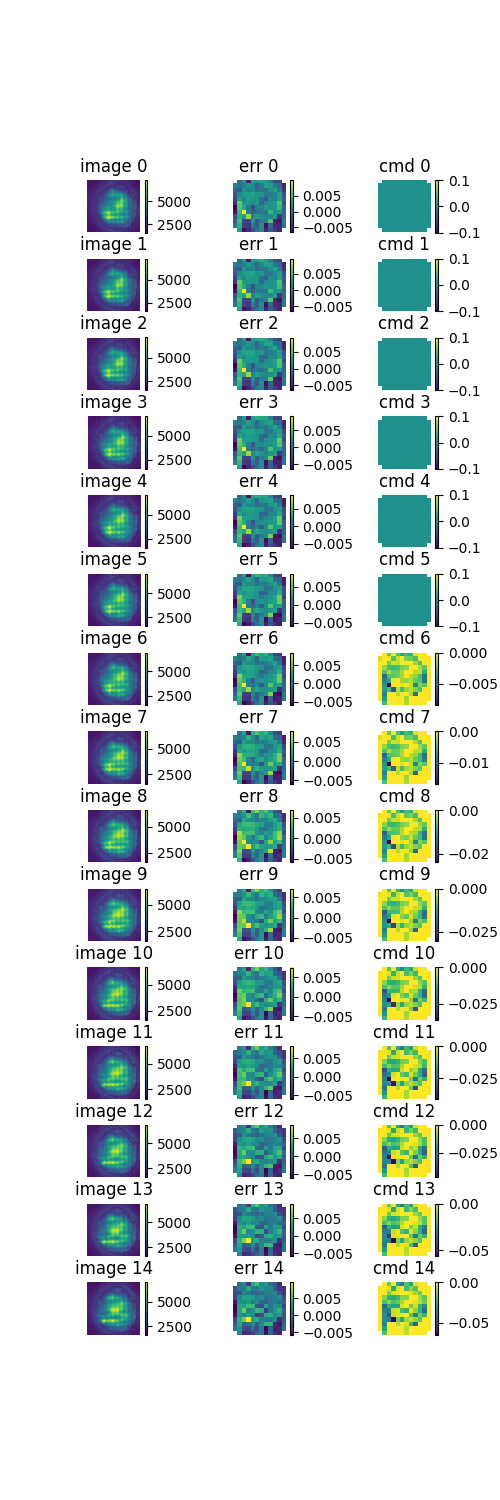 image 0 err 0 cmd 0
5000 0.005 0.1
2500 0.000 0.0
−0.005 −0.1
image 1 err 1 cmd 1
5000 0.005 0.1
2500 0.000 0.0
−0.005 −0.1
image 2 err 2 cmd 2
5000 0.005 0.1
2500 0.000 0.0
−0.005 −0.1
image 3 err 3 cmd 3
5000 0.005 0.1
2500 0.000 0.0
−0.005 −0.1
image 4 err 4 cmd 4
5000 0.005 0.1
2500 0.000 0.0
−0.005 −0.1
image 5 err 5 cmd 5
5000 0.005 0.1
2500 0.000 0.0
−0.005 −0.1
image 6 err 6 cmd 6
5000 0.005 0.000
2500 0.000 −0.005
−0.005
image 7 err 7 cmd 7
5000 0.005 0.00
2500 0.000 −0.01
−0.005
image 8 err 8 cmd 8
5000 0.005 0.00
2500 0.000 −0.02
−0.005
image 9 err 9 cmd 9
5000 0.005 0.000
2500 0.000 −0.025
−0.005
image 10 err 10 cmd 10
5000 0.005 0.000
2500 0.000 −0.025
−0.005
image 11 err 11 cmd 11
5000 0.005 0.000
2500 0.000 −0.025
−0.005
image 12 err 12 cmd 12
5000 0.005 0.000
2500 0.000 −0.025
−0.005
image 13 err 13 cmd 13
5000 0.005 0.00
2500 0.000 −0.05
−0.005
image 14 err 14 cmd 14
5000 0.005 0.00
2500 0.000 −0.05
−0.005